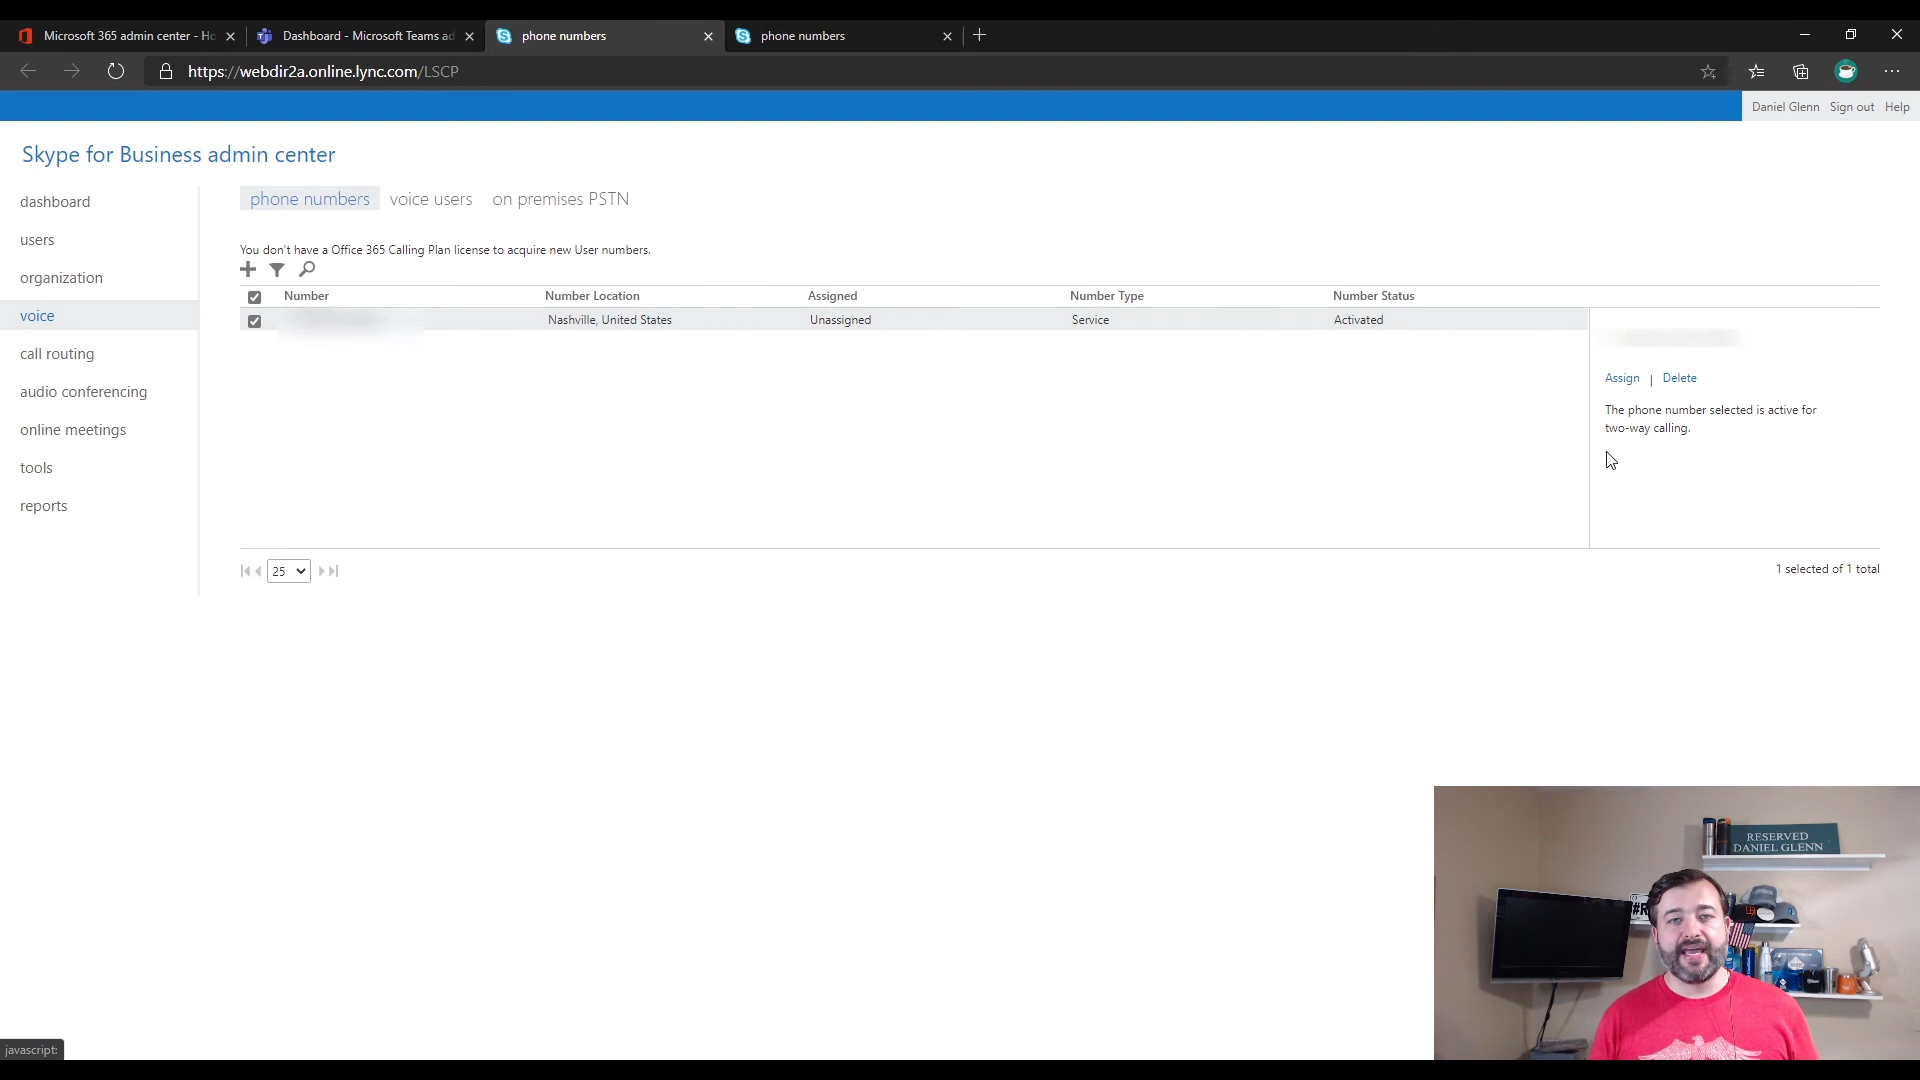 Microsoft 365 admin center - Ho
Dashboard - Microsoft Teams ad
phone numbers
phone numbers
https://webdir2a.online.lync.com/LSCP
Daniel Glenn Sign out Help
Skype for Business admin center
dashboard
users
organization
voice
call routing
audio conferencing
online meetings
tools
reports
phone numbers voice users on premises PSTN
You don't have a Office 365 Calling Plan license to acquire new User numbers.
Number Number Location Assigned Number Type Number Status
Nashville, United States Unassigned Service Activated
Assign | Delete
The phone number selected is active for
two-way calling.
25
1 selected of 1 total
RESERVED
DANIEL GLENN
javascript: